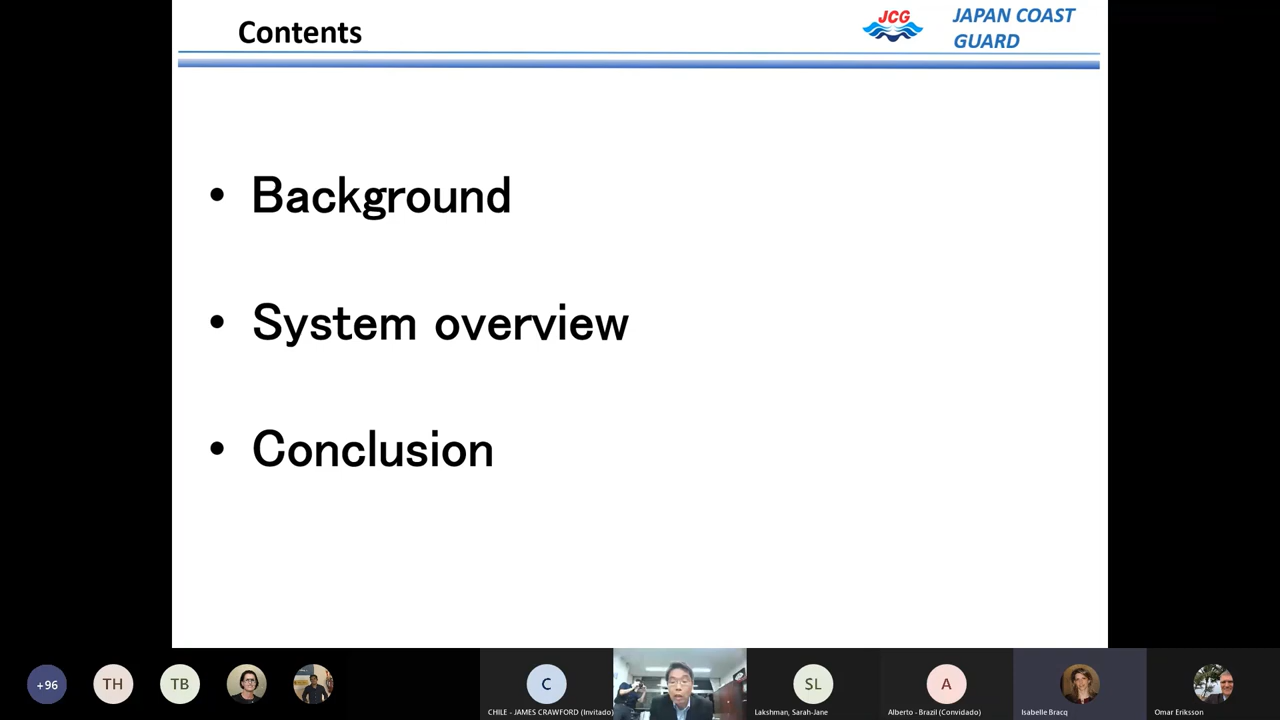 Contents
JCG
JAPAN COAST
GUARD
• Background
• System overview
• Conclusion
+96
TH
TB
C
SL
A
CHILE - JAMES CRAWFORD (Invitado)
Lakshman, Sarah-Jane
Alberto - Brazil (Convidado)
Isabelle Bracq
Omar Eriksson